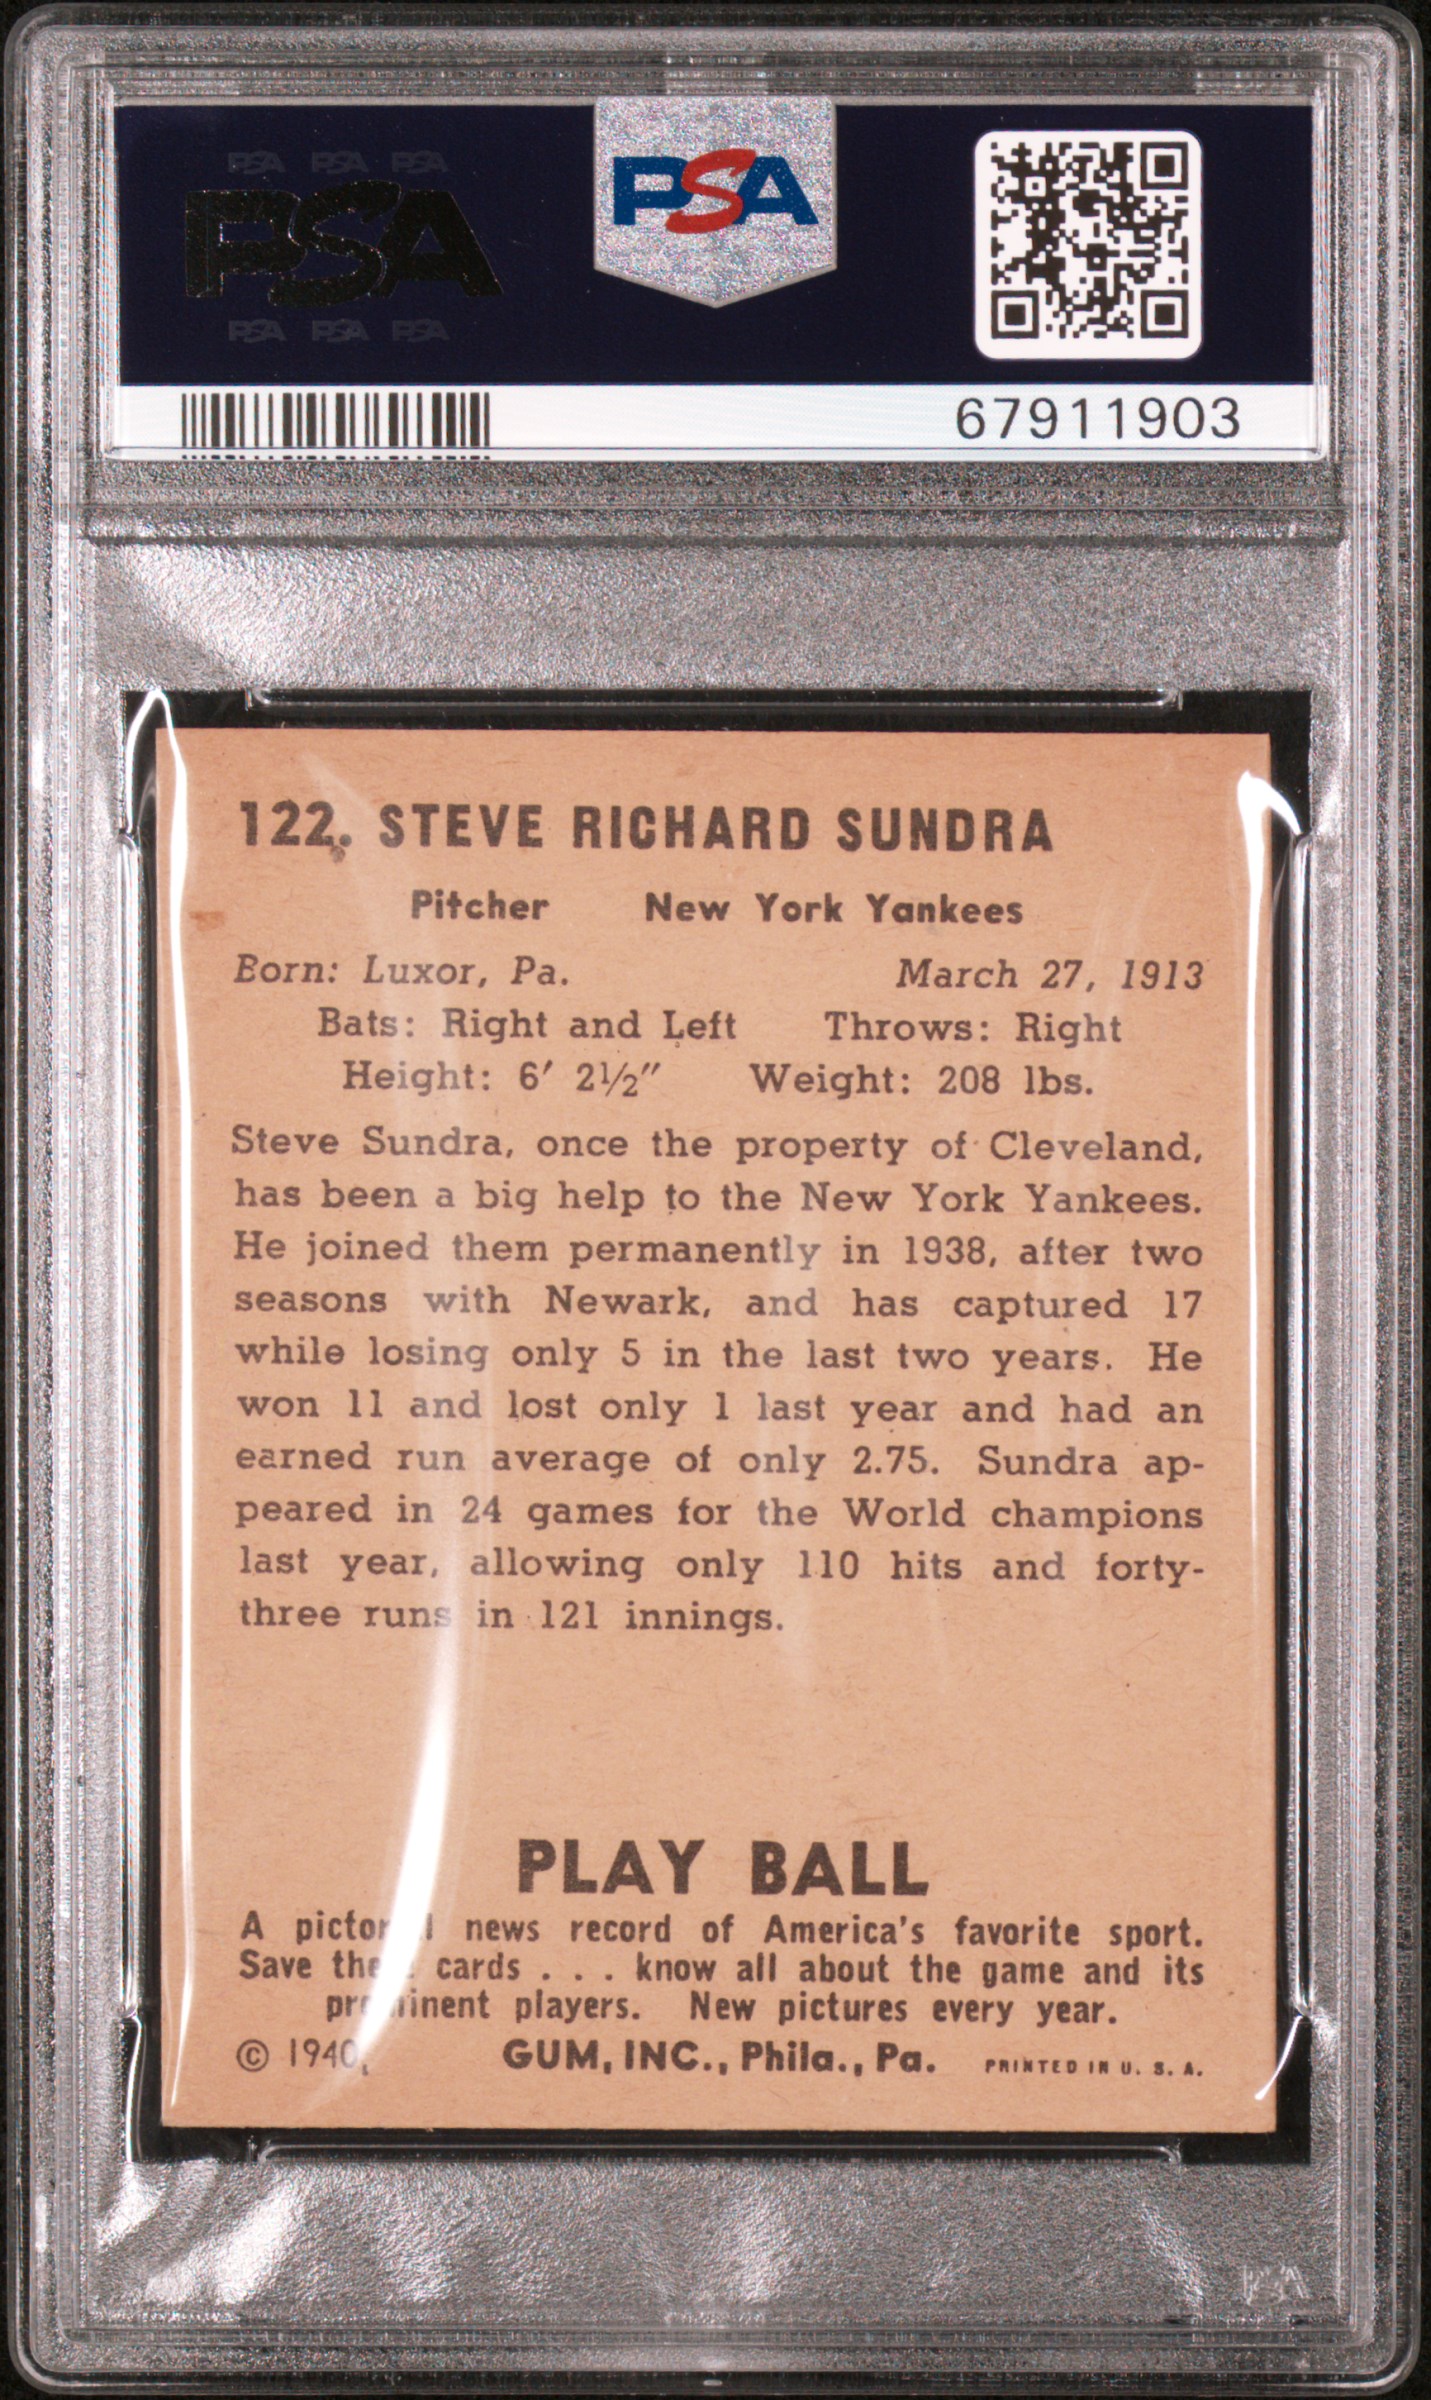 PSA PSA PSA
PSA
PSA PSA PSA
PSA
67911903
122. STEVE RICHARD SUNDRA
Pitcher New York Yankees
Born: Luxor, Pa. March 27, 1913
Bats: Right and Left Throws: Right
Height: 6′ 2½″ Weight: 208 lbs.
Steve Sundra, once the property of Cleveland,
has been a big help to the New York Yankees.
He joined them permanently in 1938, after two
seasons with Newark, and has captured 17
while losing only 5 in the last two years. He
won 11 and lost only 1 last year and had an
earned run average of only 2.75. Sundra ap-
peared in 24 games for the World champions
last year, allowing only 110 hits and forty-
three runs in 121 innings.
PLAY BALL
A pictorial news record of America's favorite sport.
Save these cards . . . know all about the game and its
prominent players. New pictures every year.
© 1940, GUM, INC., Phila., Pa. PRINTED IN U. S. A.
PSA